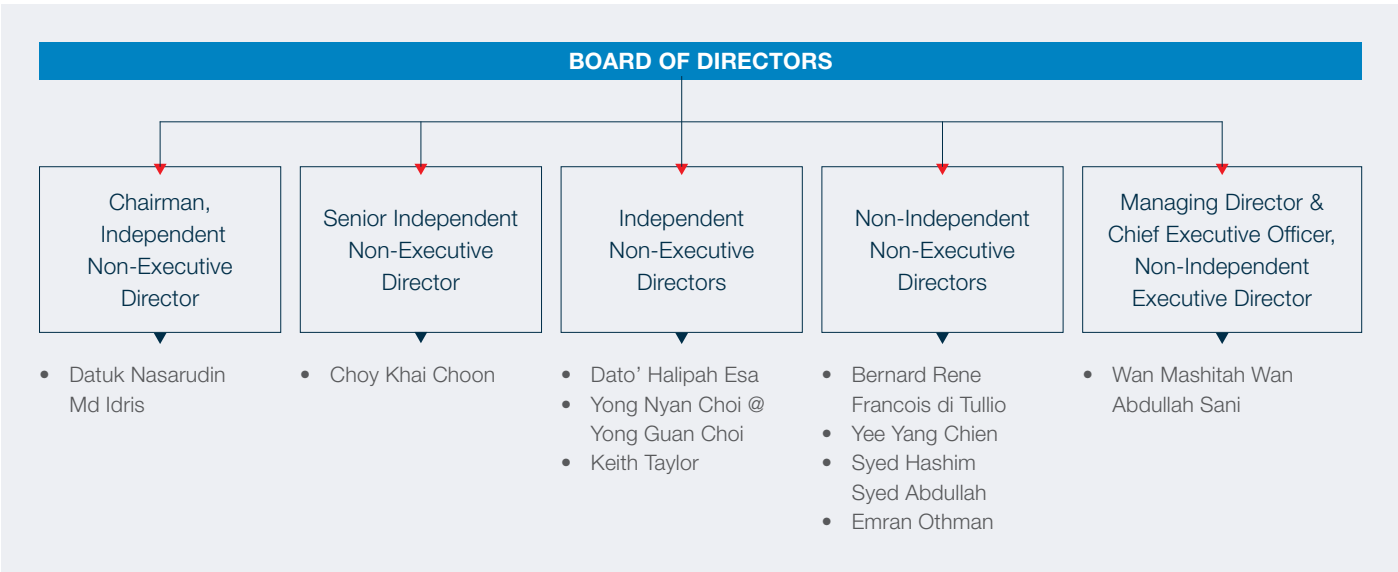 BOARD OF DIRECTORS
Chairman,
Independent
Non-Executive
Director
Senior Independent
Non-Executive
Director
Independent
Non-Executive
Directors
Non-Independent
Non-Executive
Directors
Managing Director &
Chief Executive Officer,
Non-Independent
Executive Director
• Datuk Nasarudin
Md Idris
• Choy Khai Choon
• Dato’ Halipah Esa
• Yong Nyan Choi @
Yong Guan Choi
• Keith Taylor
• Bernard Rene
Francois di Tullio
• Yee Yang Chien
• Syed Hashim
Syed Abdullah
• Emran Othman
• Wan Mashitah Wan
Abdullah Sani